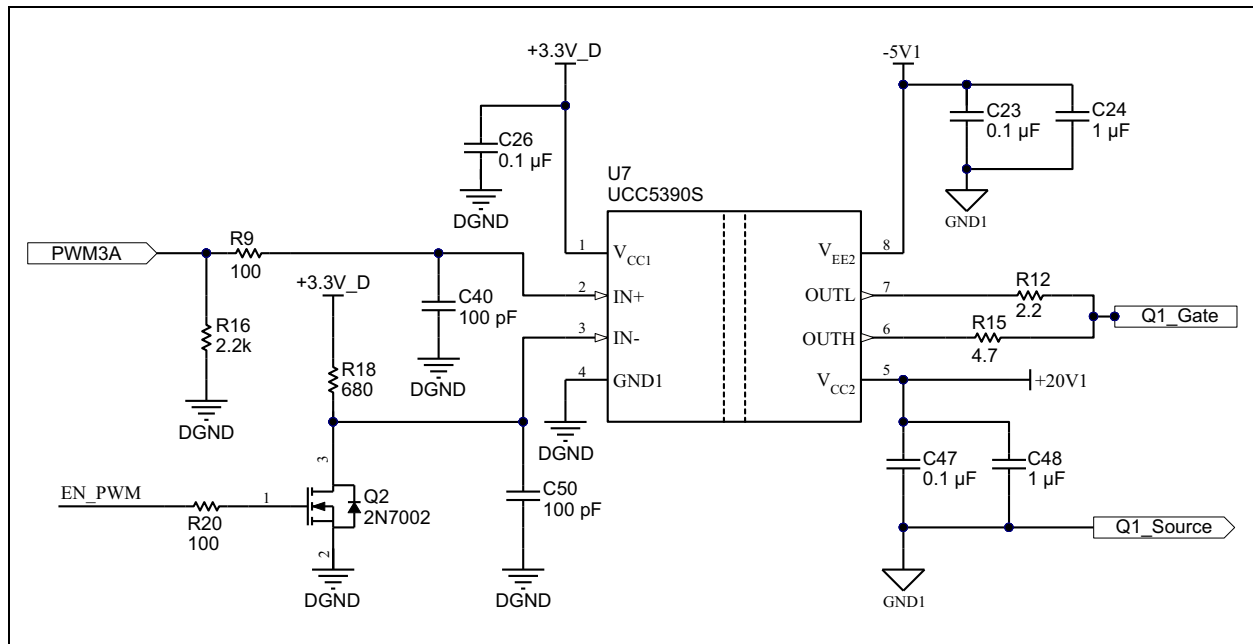 +3.3V_D
-5V1
C26
0.1 µF
DGND
C23
0.1 µF
C24
1 µF
GND1
U7
UCC5390S
PWM3A
R9
100
R16
2.2k
DGND
+3.3V_D
R18
680
C40
100 pF
DGND
1
VCC1
2
IN+
3
IN-
4
GND1
DGND
VEE2
8
OUTL
7
OUTH
6
VCC2
5
R12
2.2
R15
4.7
Q1_Gate
+20V1
C47
0.1 µF
C48
1 µF
Q1_Source
GND1
EN_PWM
R20
100
1
3
2
Q2
2N7002
DGND
C50
100 pF
DGND